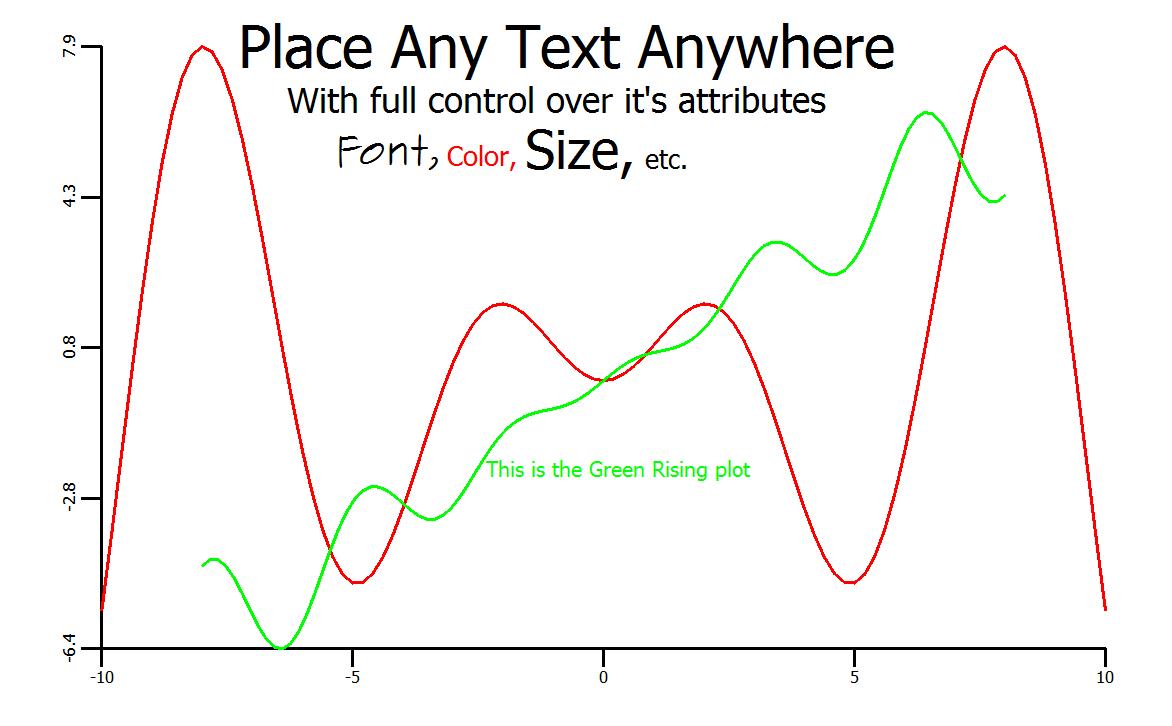 Place Any Text Anywhere
With full control over it's attributes
Font, Color, Size, etc.
7.9
4.3
0.8
-2.8
-6.4
This is the Green Rising plot
-10 -5 0 5 10